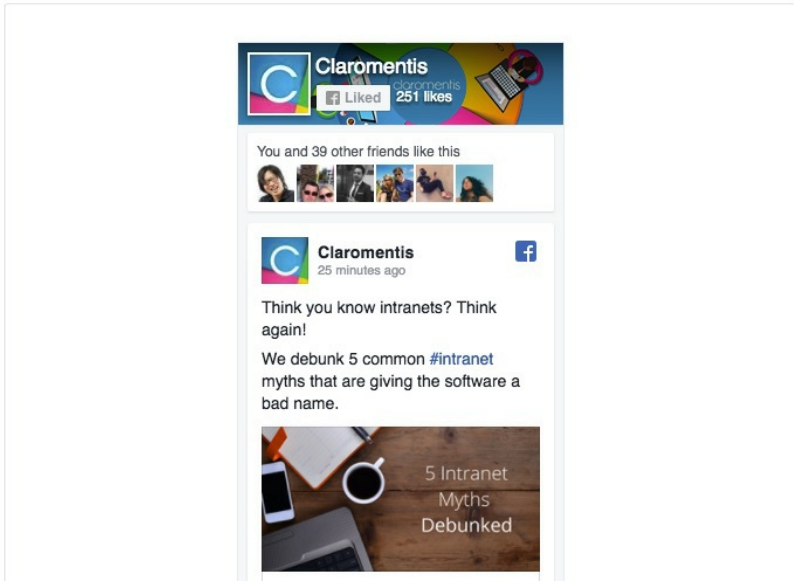 Claromentis
Liked
claromentis
251 likes
You and 39 other friends like this
Claromentis
25 minutes ago
Think you know intranets? Think
again!
We debunk 5 common #intranet
myths that are giving the software a
bad name.
5 Intranet
Myths
Debunked